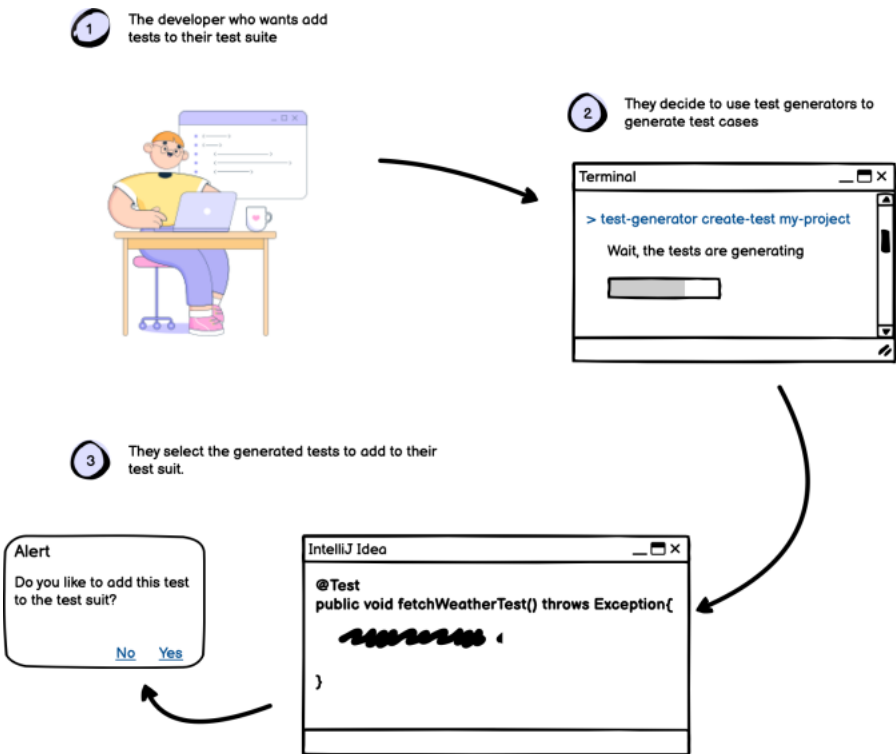 1
The developer who wants add
tests to their test suite
2
They decide to use test generators to
generate test cases
Terminal
> test-generator create-test my-project
Wait, the tests are generating
3
They select the generated tests to add to their
test suit.
Alert
Do you like to add this test
to the test suit?
No Yes
IntelliJ Idea
@Test
public void fetchWeatherTest() throws Exception{
}